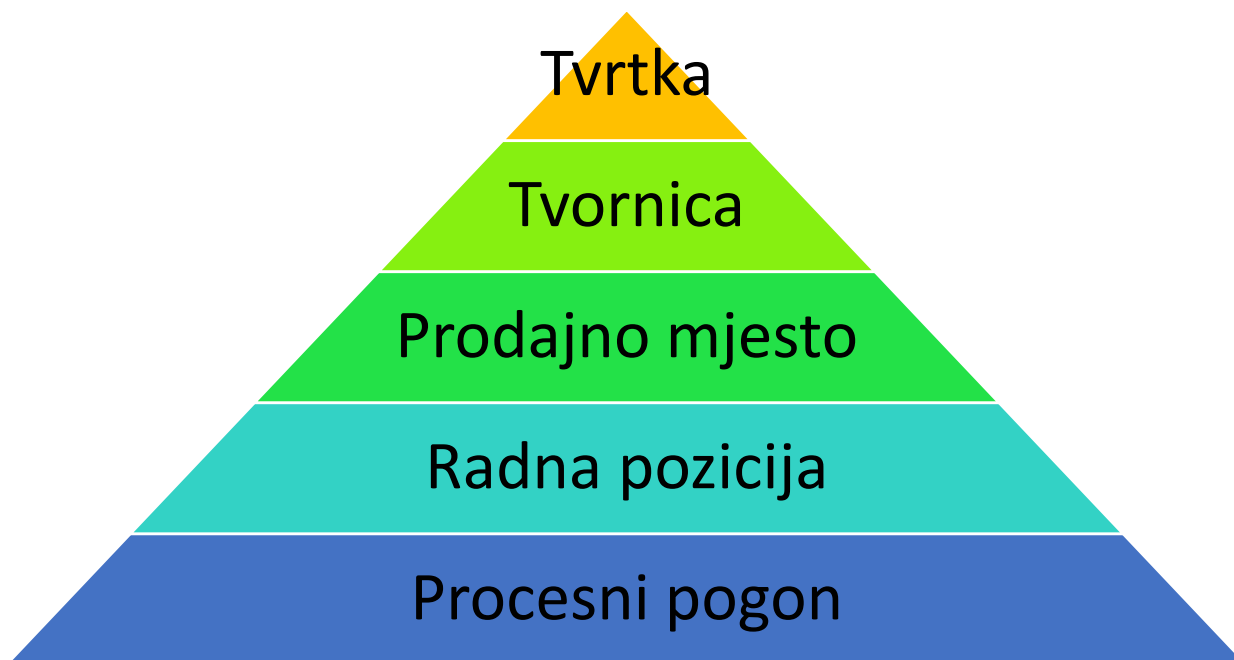 Tvrtka
Tvornica
Prodajno mjesto
Radna pozicija
Procesni pogon